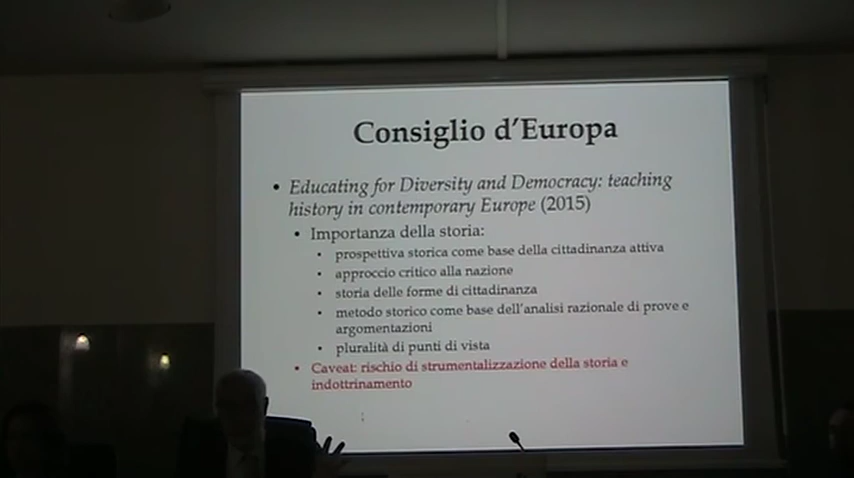 Consiglio d'Europa
• Educating for Diversity and Democracy: teaching
history in contemporary Europe (2015)
• Importanza della storia:
• prospettiva storica come base della cittadinanza attiva
• approccio critico alla nazione
• storia delle forme di cittadinanza
• metodo storico come base dell'analisi razionale di prove e
argomentazioni
• pluralità di punti di vista
• Caveat: rischio di strumentalizzazione della storia e
indottrinamento